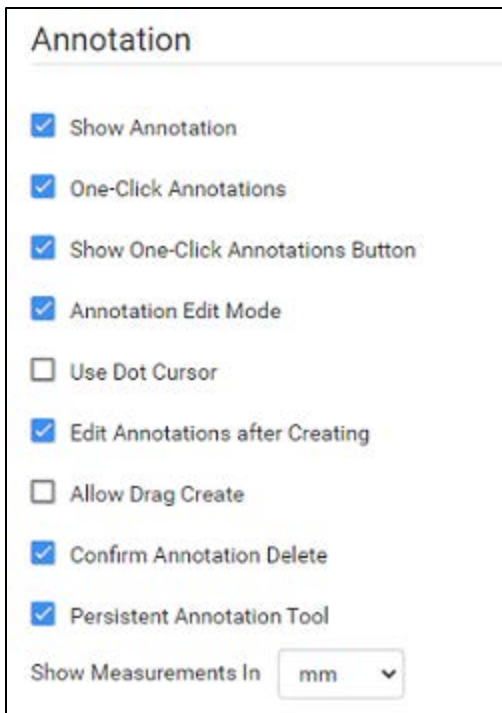 Annotation
Show Annotation
One-Click Annotations
Show One-Click Annotations Button
Annotation Edit Mode
Use Dot Cursor
Edit Annotations after Creating
Allow Drag Create
Confirm Annotation Delete
Persistent Annotation Tool
Show Measurements In mm